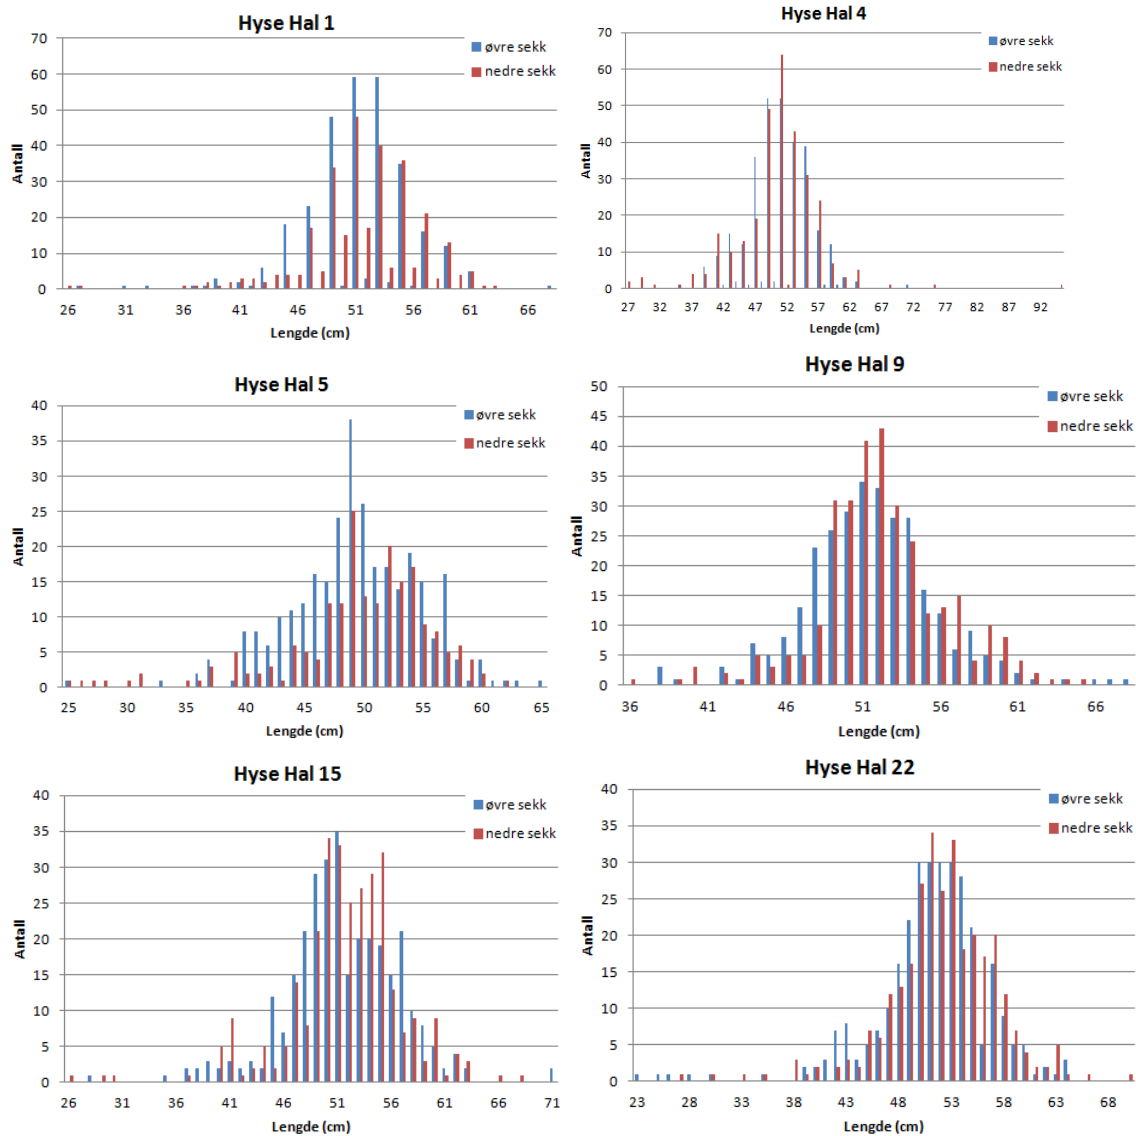 Hyse Hal 1
øvre sekk
nedre sekk
Antall
70
60
50
40
30
20
10
0
26 31 36 41 46 51 56 61 66
Lengde (cm)
Hyse Hal 4
øvre sekk
nedre sekk
Antall
70
60
50
40
30
20
10
0
27 32 37 42 47 52 57 62 67 72 77 82 87 92
Lengde (cm)
Hyse Hal 5
øvre sekk
nedre sekk
Antall
40
35
30
25
20
15
10
5
0
25 30 35 40 45 50 55 60 65
Lengde (cm)
Hyse Hal 9
øvre sekk
nedre sekk
Antall
50
45
40
35
30
25
20
15
10
5
0
36 41 46 51 56 61 66
Lengde (cm)
Hyse Hal 15
øvre sekk
nedre sekk
Antall
40
35
30
25
20
15
10
5
0
26 31 36 41 46 51 56 61 66 71
Lengde (cm)
Hyse Hal 22
øvre sekk
nedre sekk
Antall
40
35
30
25
20
15
10
5
0
23 28 33 38 43 48 53 58 63 68
Lengde (cm)